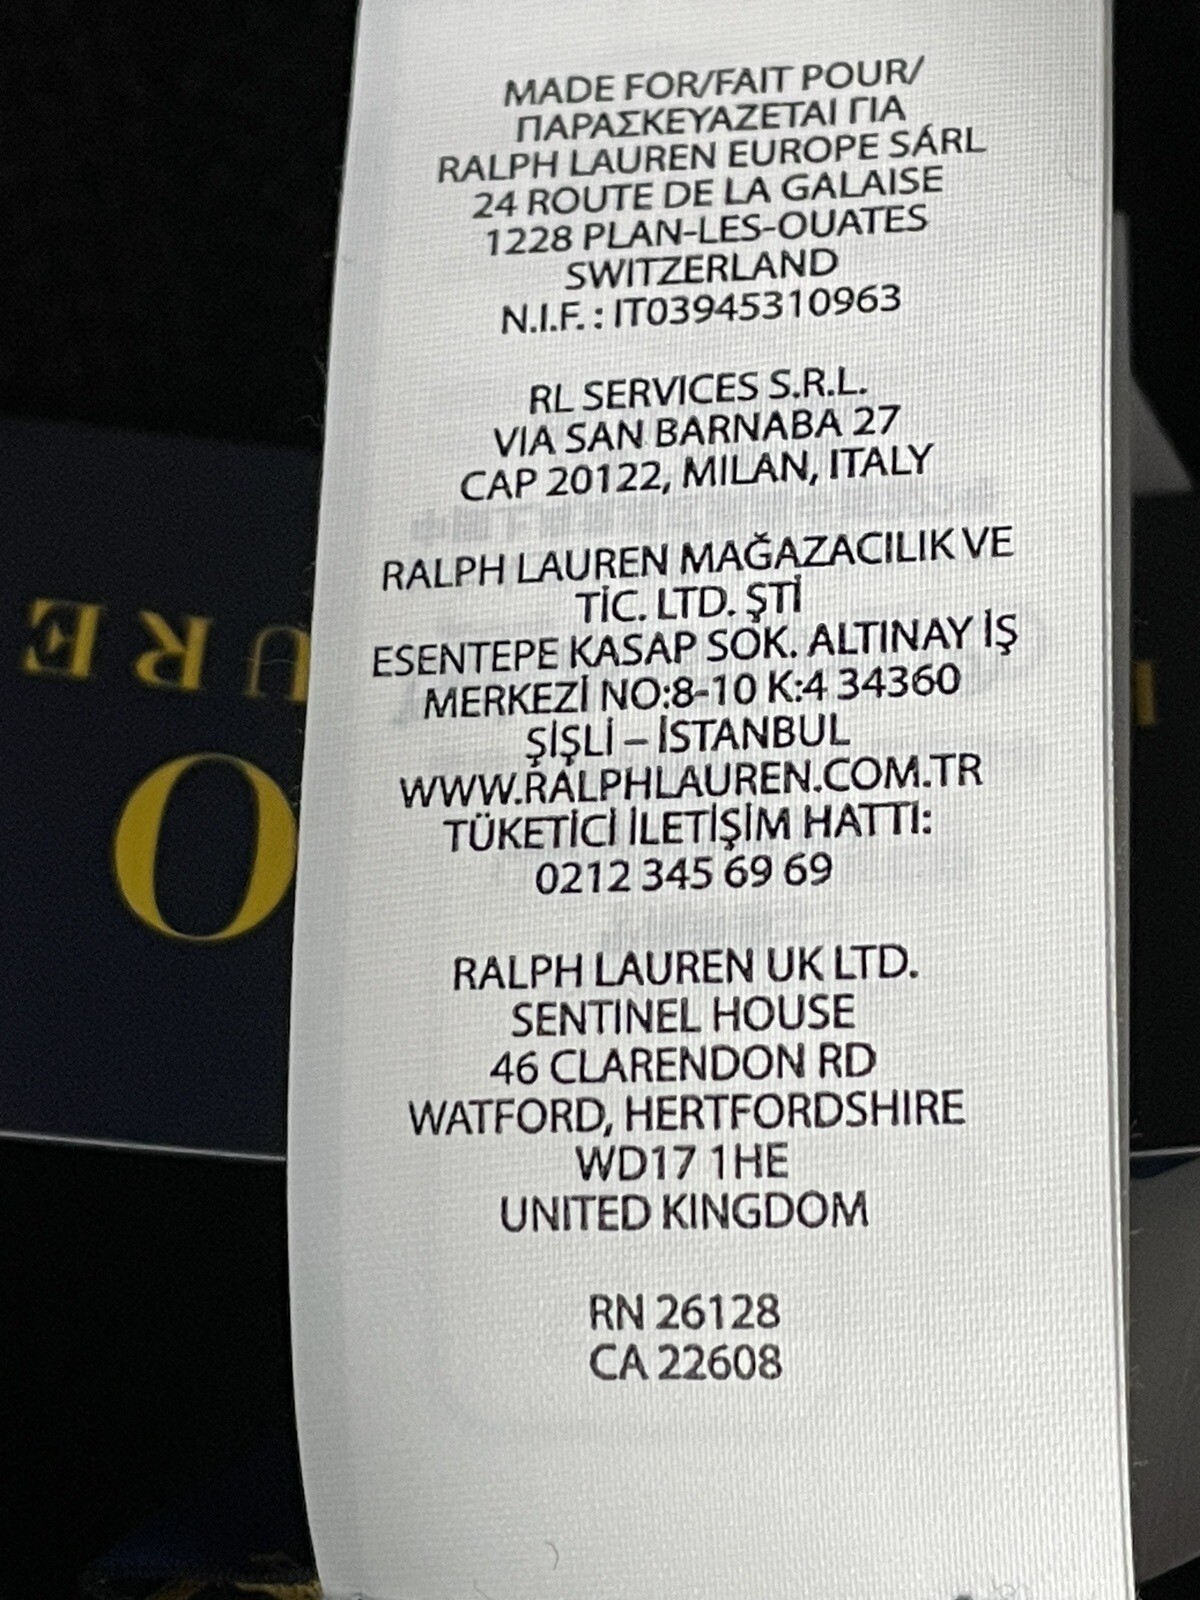 MADE FOR/FAIT POUR/
ΠΑΡΑΣΚΕΥΑΖΕΤΑΙ ΓΙΑ
RALPH LAUREN EUROPE SÁRL
24 ROUTE DE LA GALAISE
1228 PLAN-LES-OUATES
SWITZERLAND
N.I.F. : IT03945310963
RL SERVICES S.R.L.
VIA SAN BARNABA 27
CAP 20122, MILAN, ITALY
RALPH LAUREN MAĞAZACILIK VE
TİC. LTD. ŞTİ
ESENTEPE KASAP SOK. ALTINAY İŞ
MERKEZİ NO:8-10 K:4 34360
ŞİŞLİ – İSTANBUL
WWW.RALPHLAUREN.COM.TR
TÜKETİCİ İLETİŞİM HATTI:
0212 345 69 69
RALPH LAUREN UK LTD.
SENTINEL HOUSE
46 CLARENDON RD
WATFORD, HERTFORDSHIRE
WD17 1HE
UNITED KINGDOM
RN 26128
CA 22608